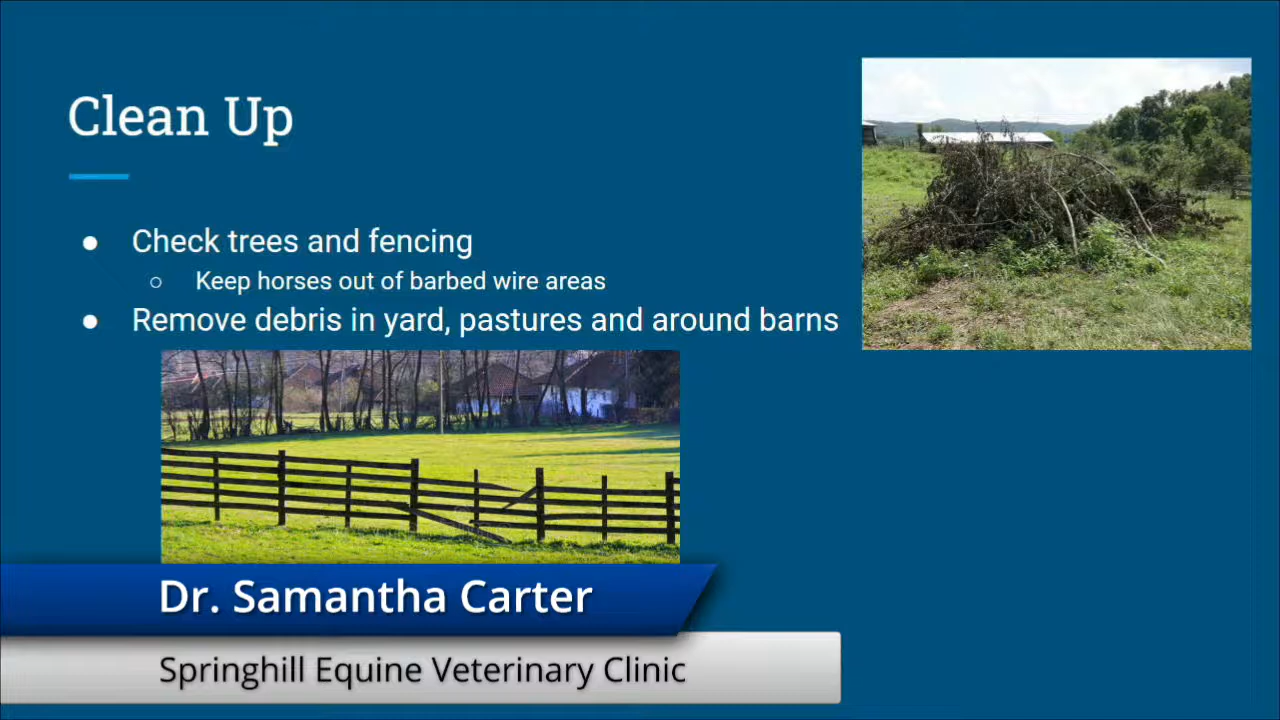 Clean Up
● Check trees and fencing
○ Keep horses out of barbed wire areas
● Remove debris in yard, pastures and around barns
Dr. Samantha Carter
Springhill Equine Veterinary Clinic